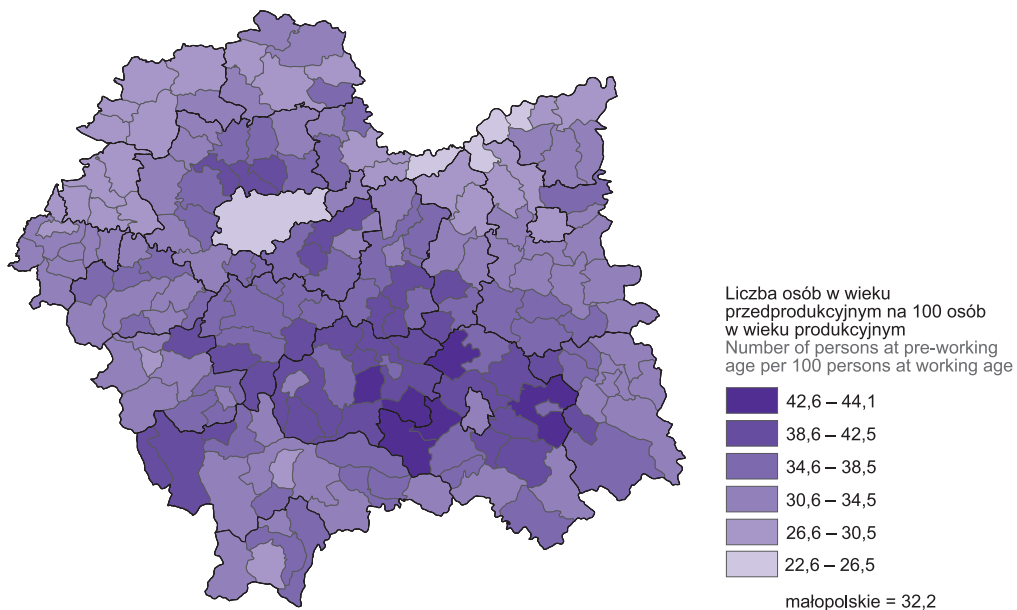 Liczba osób w wieku
przedprodukcyjnym na 100 osób
w wieku produkcyjnym
Number of persons at pre-working
age per 100 persons at working age
42,6 – 44,1
38,6 – 42,5
34,6 – 38,5
30,6 – 34,5
26,6 – 30,5
22,6 – 26,5
małopolskie = 32,2